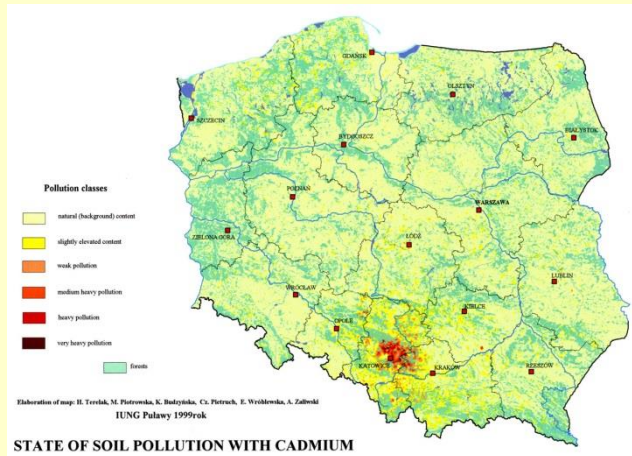 GDAŃSK
OLSZTYN
SZCZECIN
BYDGOSZCZ
BIAŁYSTOK
Pollution classes
POZNAŃ
WARSZAWA
natural (background) content
slightly elevated content
ZIELONA GÓRA
ŁÓDŹ
weak pollution
LUBLIN
medium heavy pollution
WROCŁAW
KIELCE
heavy pollution
OPOLE
very heavy pollution
forests
KATOWICE
KRAKÓW
RZESZÓW
Elaboration of map: H. Terelak, M. Piotrowska, K. Budzyńska, Cz. Pietruch, E. Wróblewska, A. Zaliwski
IUNG Puławy 1999rok
STATE OF SOIL POLLUTION WITH CADMIUM